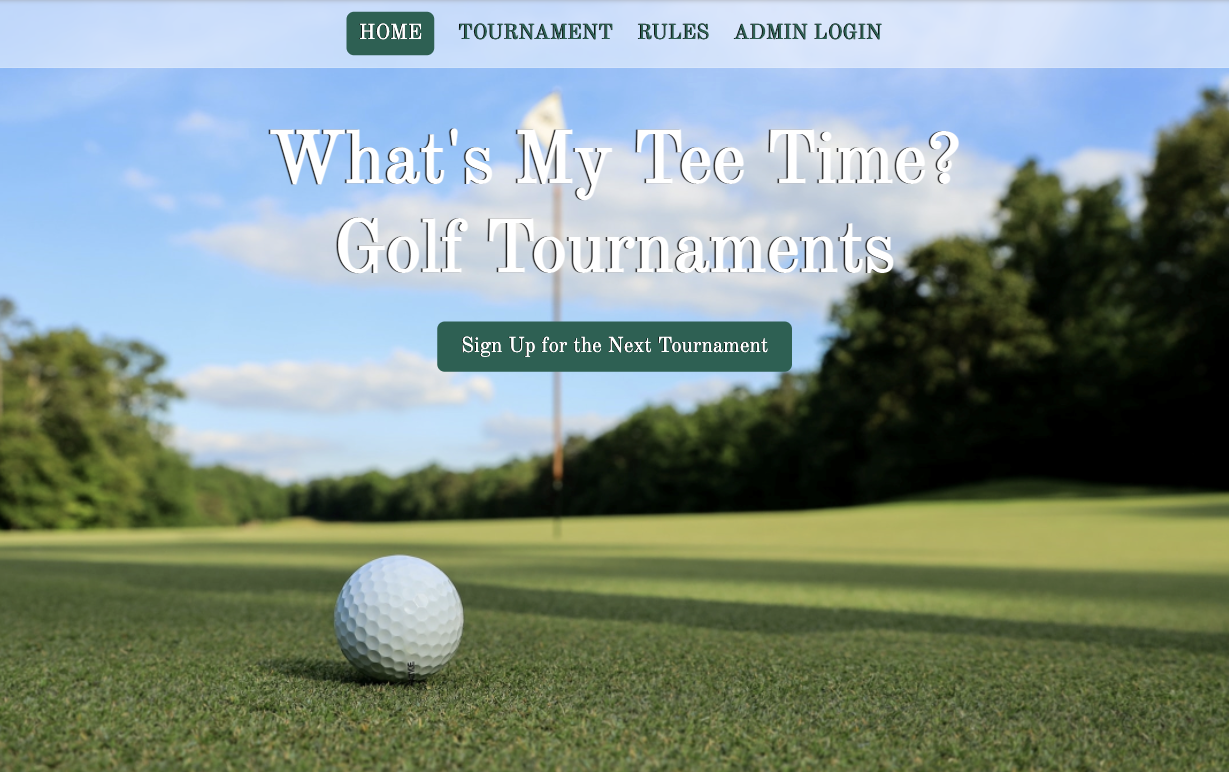 HOME TOURNAMENT RULES ADMIN LOGIN
What's My Tee Time?
Golf Tournaments
Sign Up for the Next Tournament